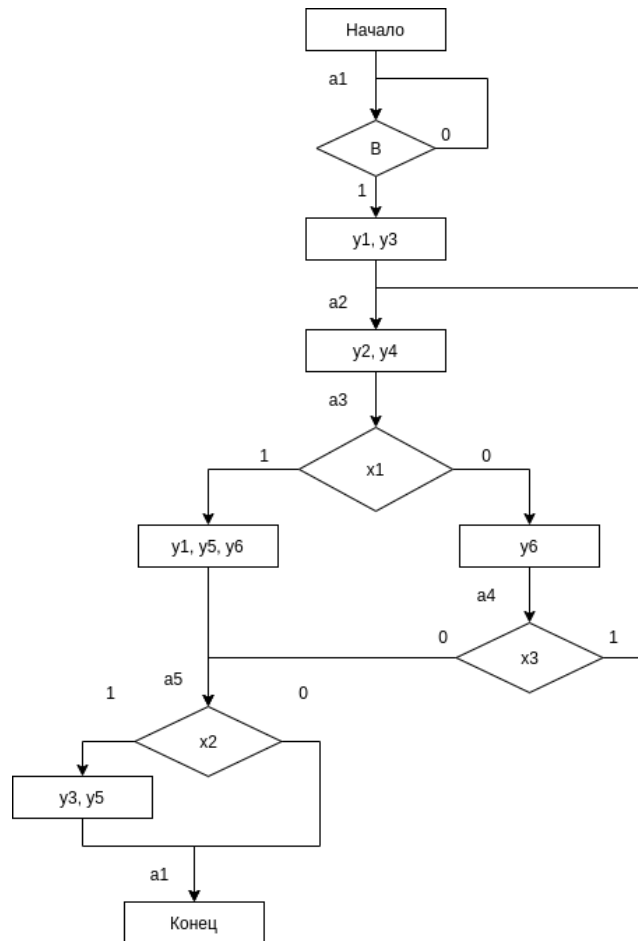 Начало
a1
B
0
1
y1, y3
a2
y2, y4
a3
1
x1
0
y1, y5, y6
y6
a4
0
x3
1
a5
1
0
x2
y3, y5
a1
Конец